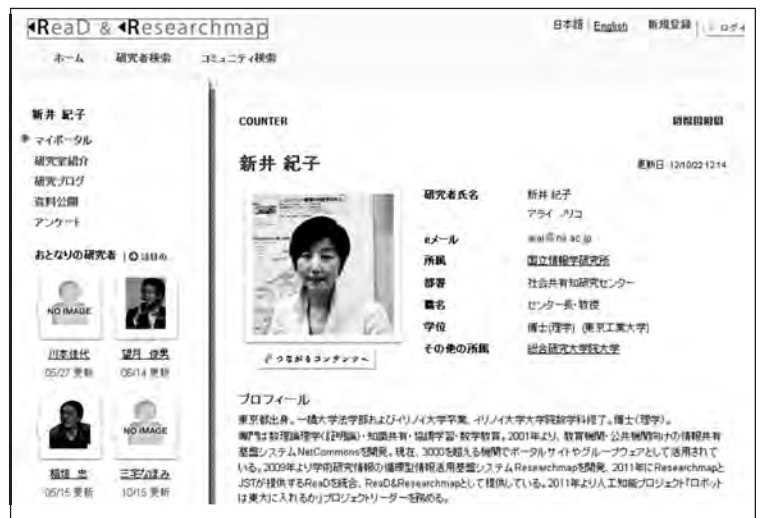 ReaD & Researchmap
日本語 | English 新規登録
ホーム 研究者検索 コミュニティ検索
新井 紀子
マイポータル
研究室紹介
研究ブログ
資料公開
アンケート
おとなりの研究者
NO IMAGE
川本佳代 望月 俊男
05/27 更新 05/14 更新
NO IMAGE
稲垣 忠 三宅なほみ
05/15 更新 10/15 更新
COUNTER
新井 紀子
更新日: 12/10/22 12:14
つながるコンテンツへ
研究者氏名 新井 紀子
アライ ノリコ
eメール
所属 国立情報学研究所
部署 社会共有知研究センター
職名 センター長・教授
学位 博士(理学) (東京工業大学)
その他の所属 総合研究大学院大学
プロフィール
東京都出身。一橋大学法学部およびイリノイ大学卒業、イリノイ大学大学院数学科修了。博士(理学)。
専門は数理論理学(証明論)・知識共有・協調学習・数学教育。2001年より、教育機関・公共機関向けの情報共有
基盤システムNetCommonsを開発。現在、3000を超える機関でポータルサイトやグループウェアとして活用されて
いる。2009年より学術研究情報の循環型情報活用基盤システムResearchmapを開発、2011年にResearchmapと
JSTが提供するReaDを統合、ReaD&Researchmapとして提供している。2011年より人工知能プロジェクト「ロボット
は東大に入れるか」プロジェクトリーダーを務める。